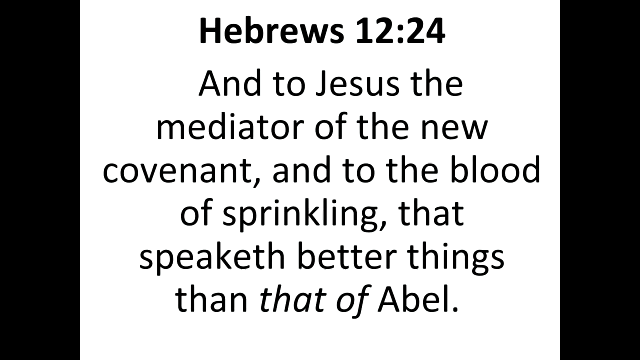 Hebrews 12:24
And to Jesus the
mediator of the new
covenant, and to the blood
of sprinkling, that
speaketh better things
than that of Abel.